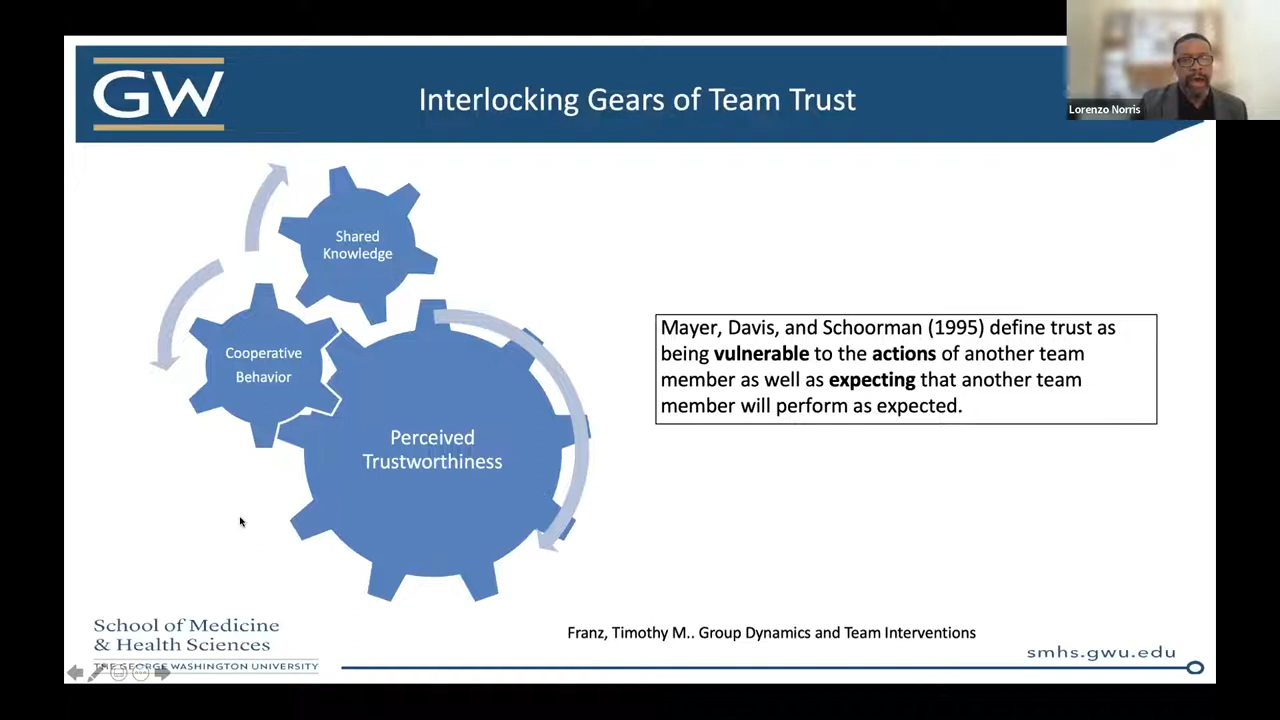 GW
Interlocking Gears of Team Trust
Lorenzo Norris
Shared
Knowledge
Cooperative
Behavior
Perceived
Trustworthiness
Mayer, Davis, and Schoorman (1995) define trust as
being vulnerable to the actions of another team
member as well as expecting that another team
member will perform as expected.
School of Medicine
& Health Sciences
THE GEORGE WASHINGTON UNIVERSITY
Franz, Timothy M.. Group Dynamics and Team Interventions
smhs.gwu.edu